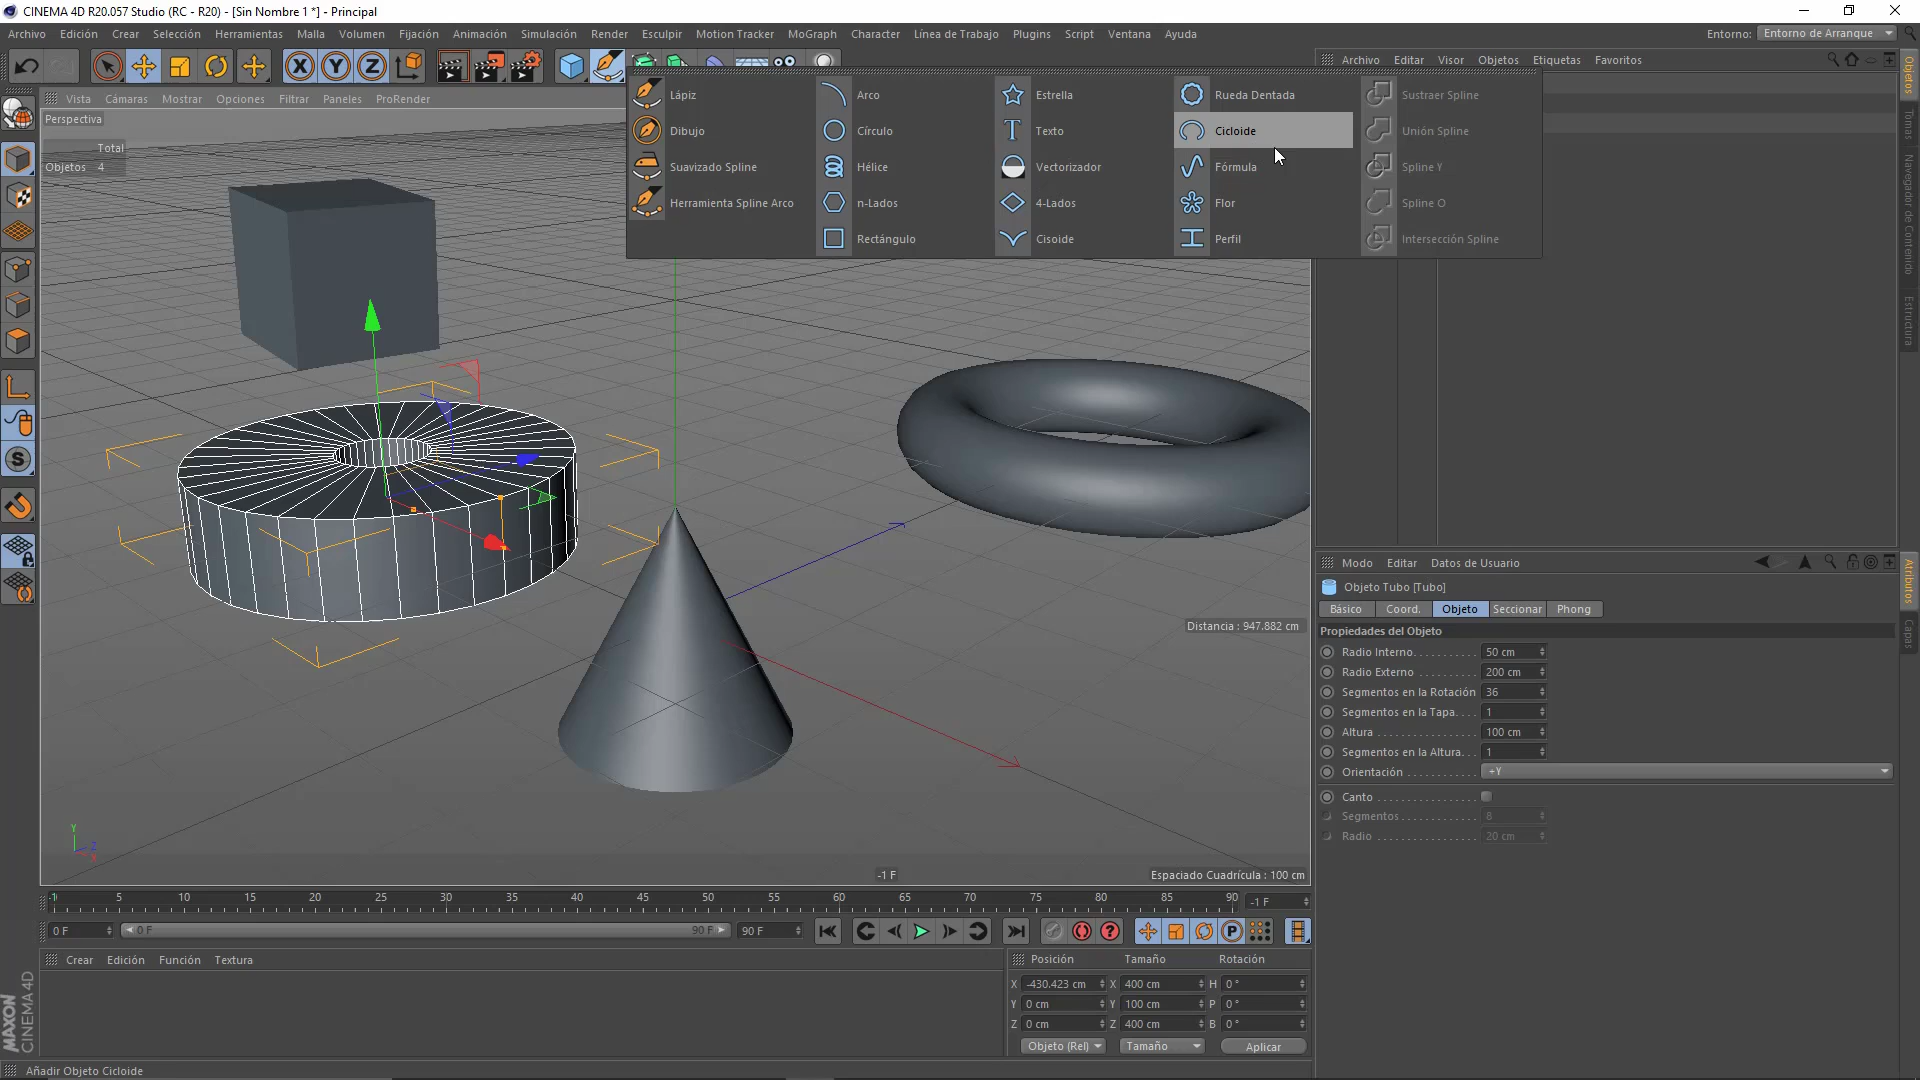 CINEMA 4D R20.057 Studio (RC - R20) - [Sin Nombre 1 *] - Principal
Archivo Edición Crear Selección Herramientas Malla Volumen Fijación Animación Simulación Render Esculpir Motion Tracker MoGraph Character Línea de Trabajo Plugins Script Ventana Ayuda Entorno: Entorno de Arranque
X Y Z
Archivo Editar Visor Objetos Etiquetas Favoritos
Vista Cámaras Mostrar Opciones Filtrar Paneles ProRender
Perspectiva
Total
Objetos 4
Lápiz Arco Estrella Rueda Dentada Sustraer Spline
Dibujo Círculo Texto Cicloide Unión Spline
Suavizado Spline Hélice Vectorizador Fórmula Spline Y
Herramienta Spline Arco n-Lados 4-Lados Flor Spline O
Rectángulo Cisoide Perfil Intersección Spline
Objetos
Tomas
Navegador de Contenido
Estructura
Distancia : 947.882 cm
Y
Z
X
-1 F
Espaciado Cuadrícula : 100 cm
Modo Editar Datos de Usuario
Objeto Tubo [Tubo]
Básico Coord. Objeto Seccionar Phong
Propiedades del Objeto
Radio Interno 50 cm
Radio Externo 200 cm
Segmentos en la Rotación 36
Segmentos en la Tapa 1
Altura 100 cm
Segmentos en la Altura 1
Orientación +Y
Canto
Segmentos 8
Radio 20 cm
Atributos
Capas
-1 5 10 15 20 25 30 35 40 45 50 55 60 65 70 75 80 85 90 -1 F
0 F 0 F 90 F 90 F
Crear Edición Función Textura
Posición Tamaño Rotación
X -430.423 cm X 400 cm H 0 °
Y 0 cm Y 100 cm P 0 °
Z 0 cm Z 400 cm B 0 °
Objeto (Rel) Tamaño Aplicar
MAXON
CINEMA 4D
Añadir Objeto Cicloide